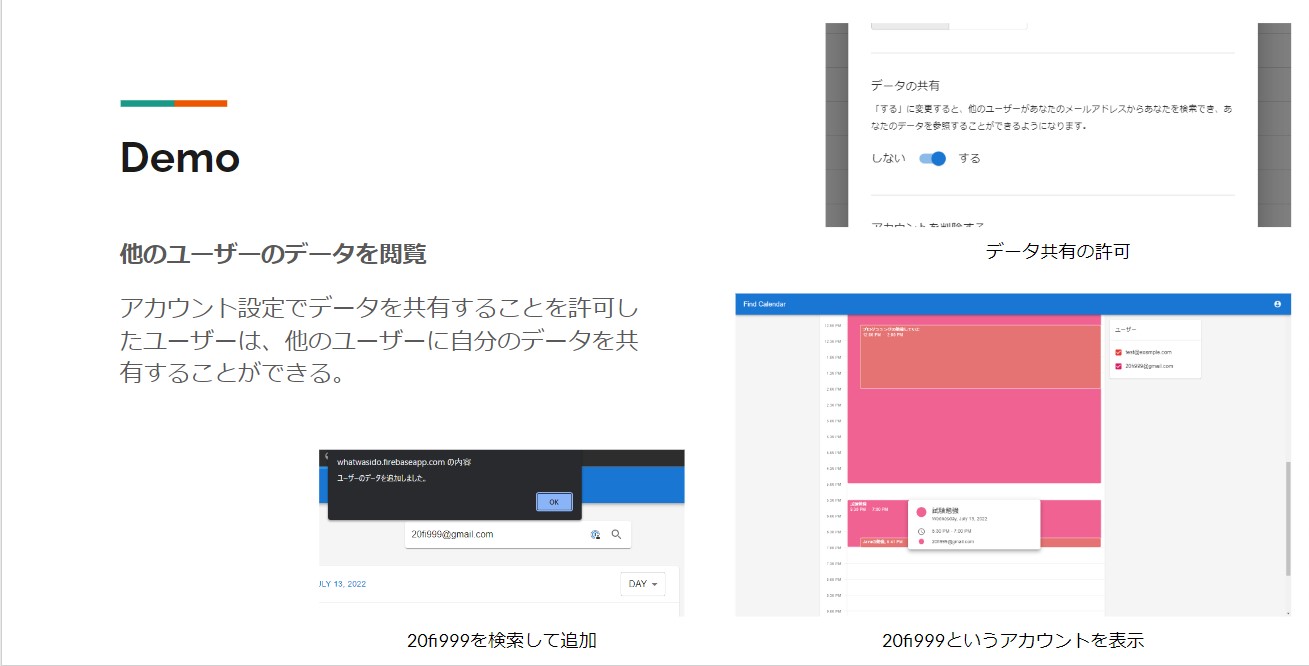 Demo
他のユーザーのデータを閲覧
アカウント設定でデータを共有することを許可し
たユーザーは、他のユーザーに自分のデータを共
有することができる。
データの共有
「する」に変更すると、他のユーザーがあなたのメールアドレスからあなたを検索でき、あ
なたのデータを参照することができるようになります。
しない する
アカウントを削除する
データ共有の許可
whatwasido.firebaseapp.com の内容
ユーザーのデータを追加しました。
OK
20fi999@gmail.com
JULY 13, 2022
DAY
20fi999を検索して追加
Find Calendar
ユーザー
test@example.com
20fi999@gmail.com
試験勉強
Wednesday, July 13, 2022
6:30 PM - 7:00 PM
20fi999@gmail.com
20fi999というアカウントを表示